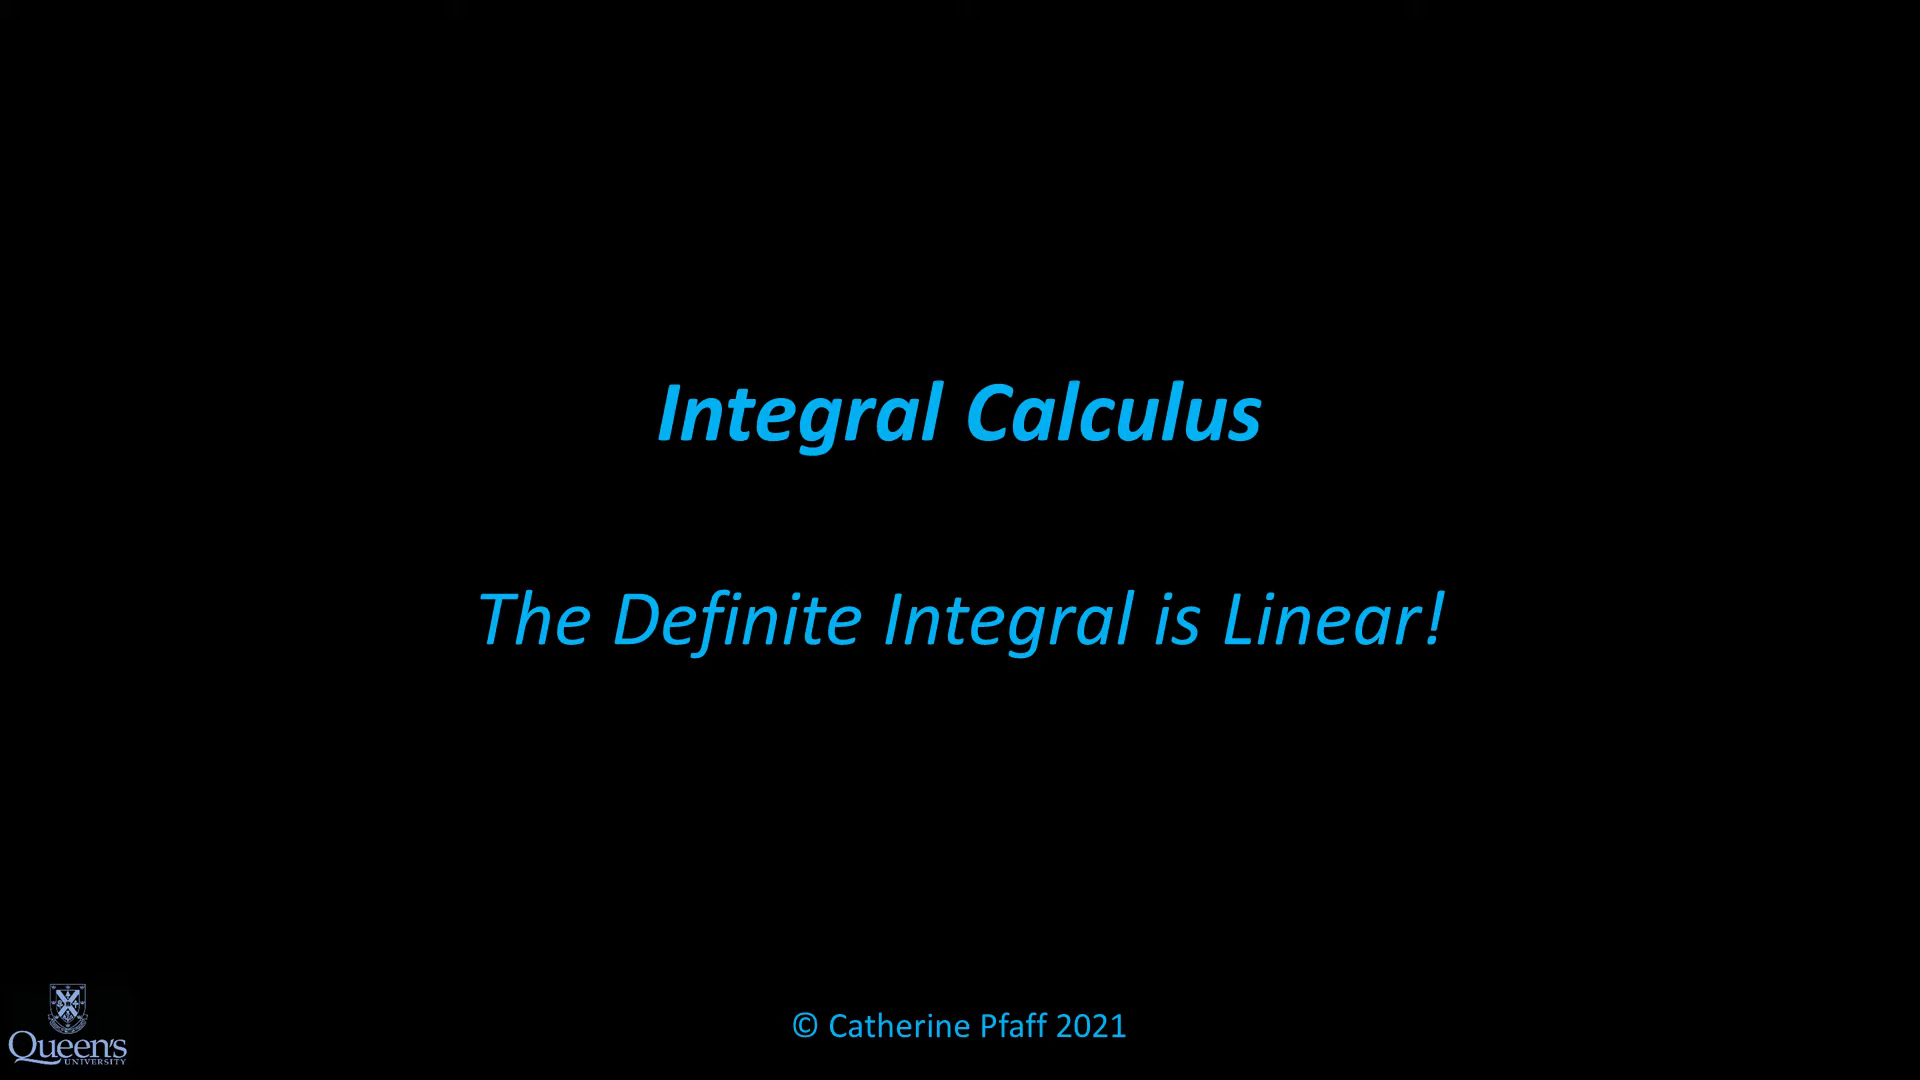 Integral Calculus
The Definite Integral is Linear!
© Catherine Pfaff 2021
Queen's
UNIVERSITY